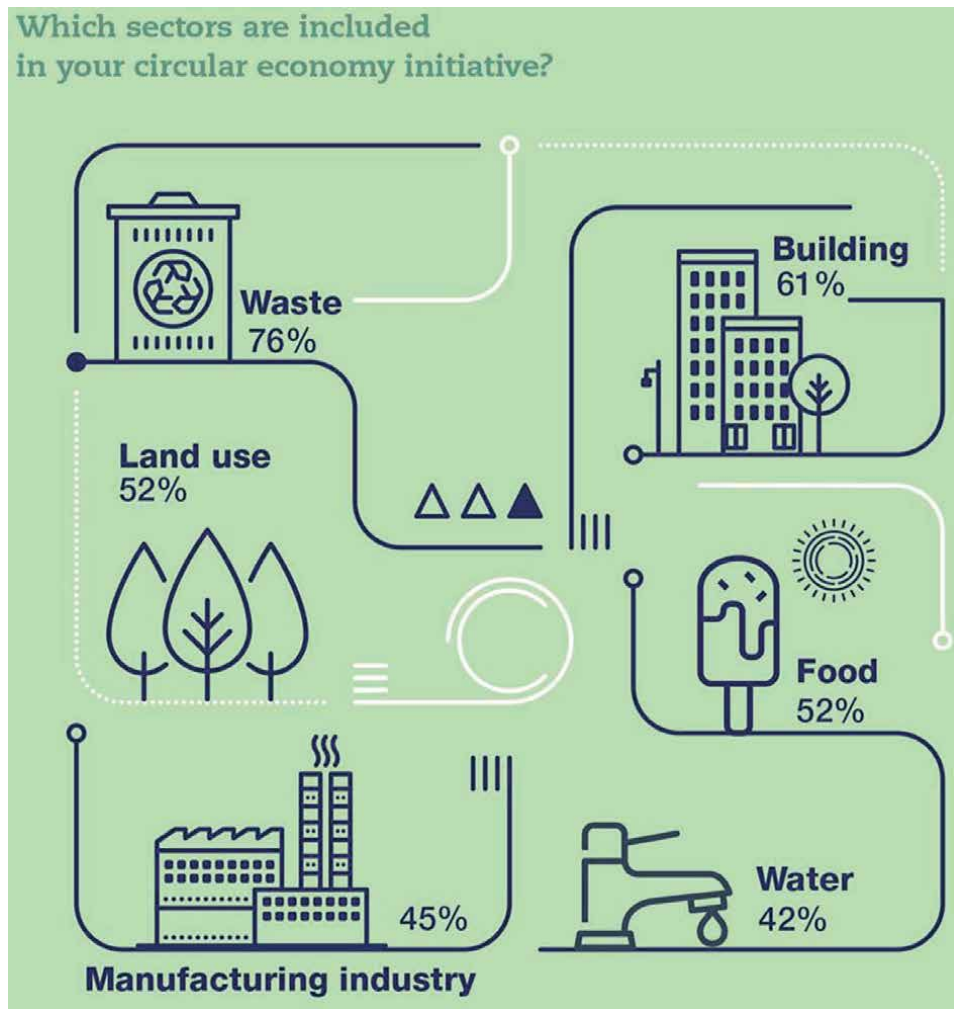 Which sectors are included
in your circular economy initiative?
Waste
76%
Building
61%
Land use
52%
Food
52%
45%
Manufacturing industry
Water
42%